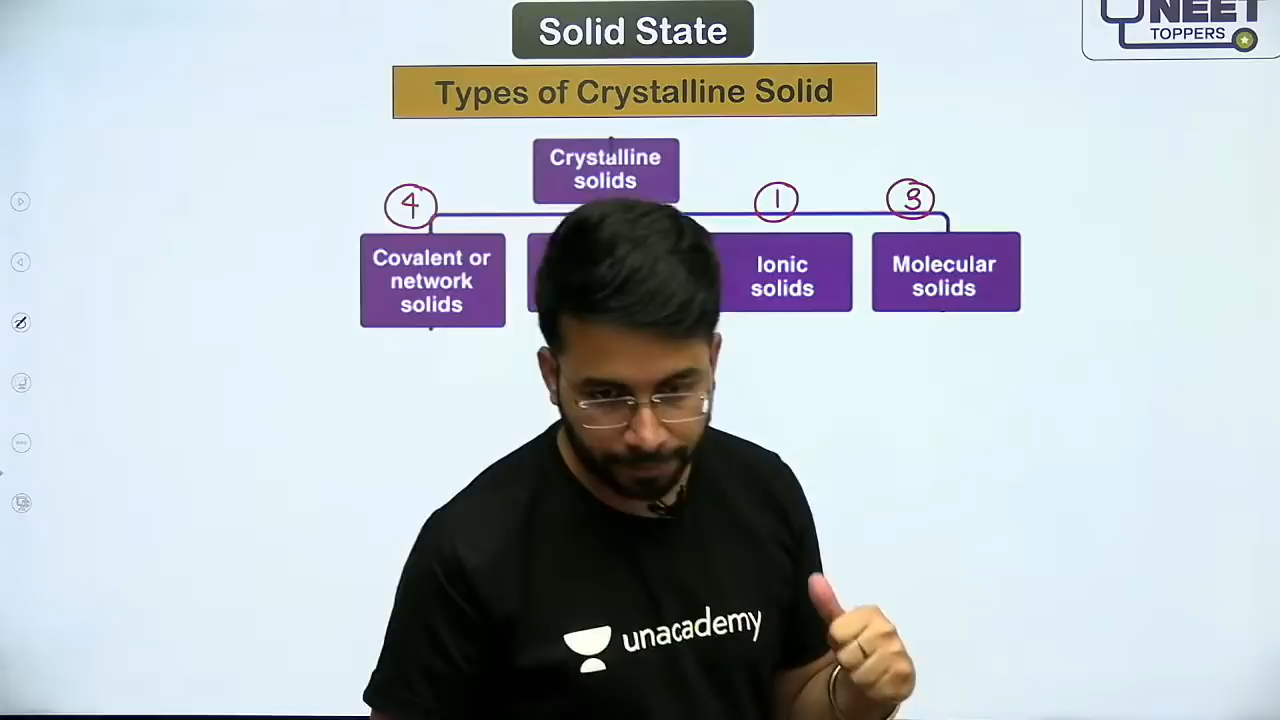 Solid State
NEET
TOPPERS
Types of Crystalline Solid
Crystalline
solids
4
1
3
Covalent or
network
solids
Ionic
solids
Molecular
solids
unacademy